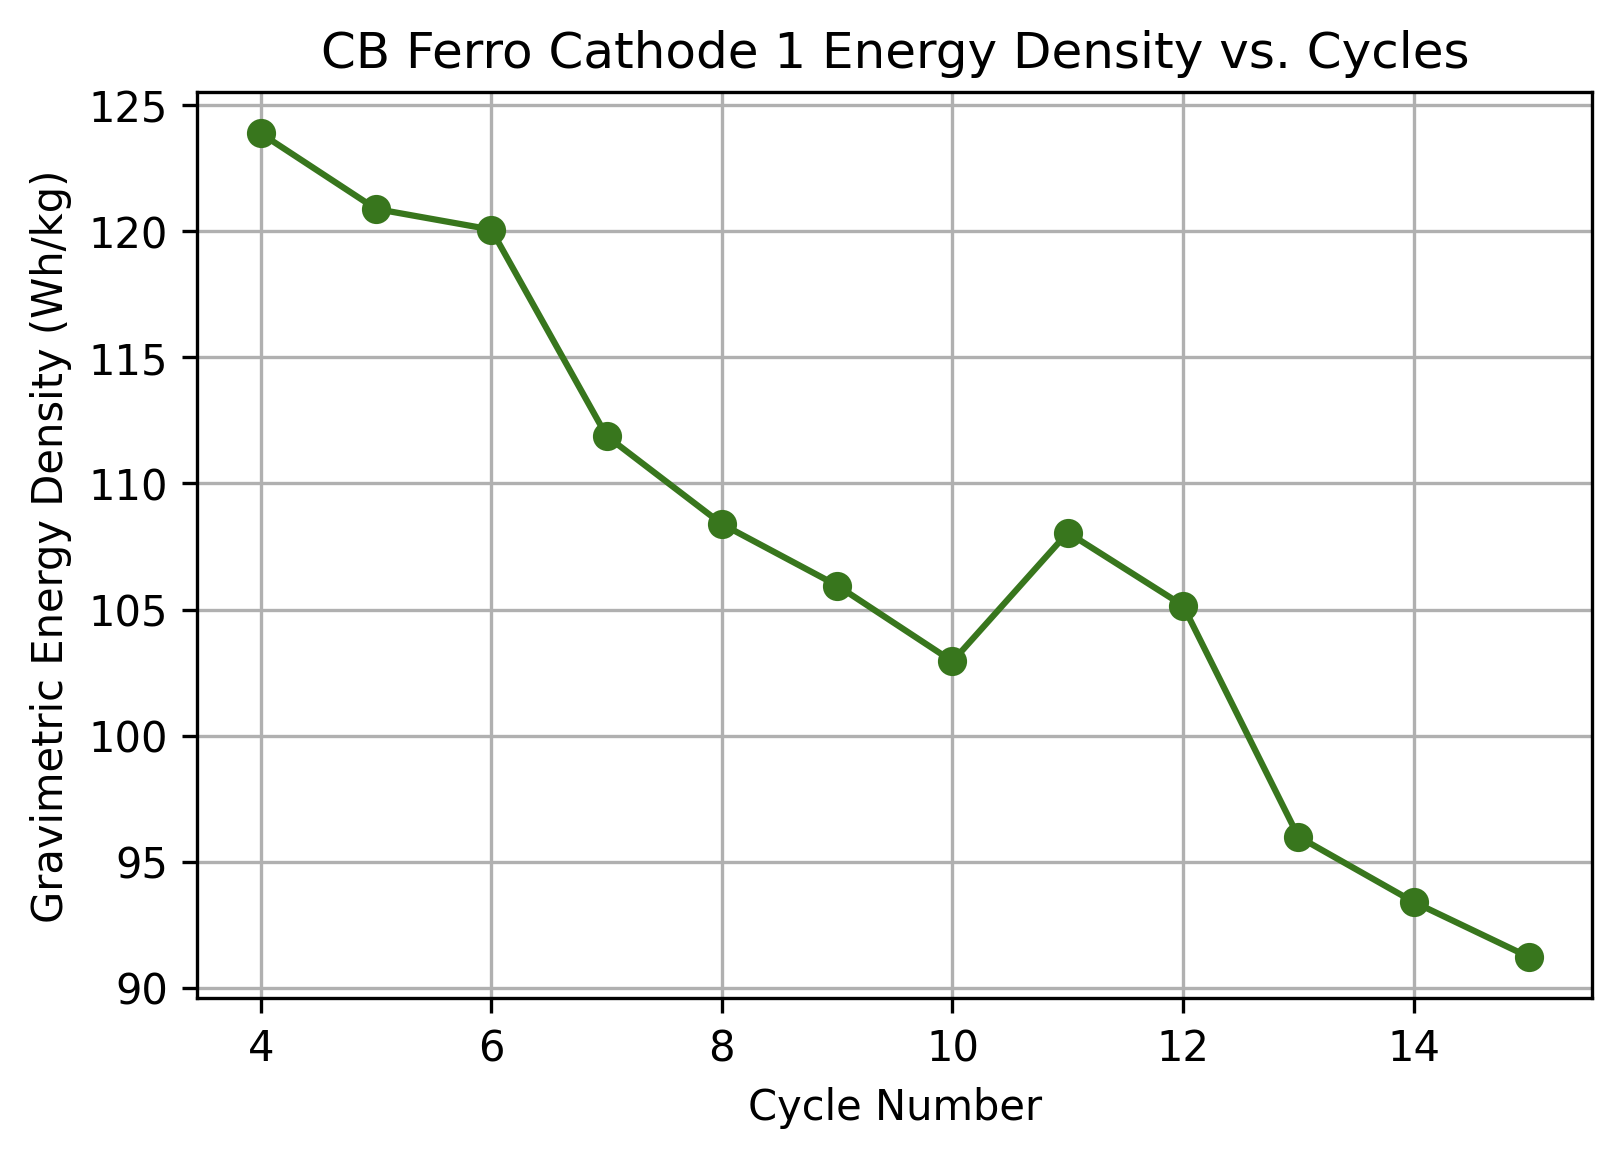 CB Ferro Cathode 1 Energy Density vs. Cycles
Gravimetric Energy Density (Wh/kg)
125
120
115
110
105
100
95
90
4 6 8 10 12 14
Cycle Number